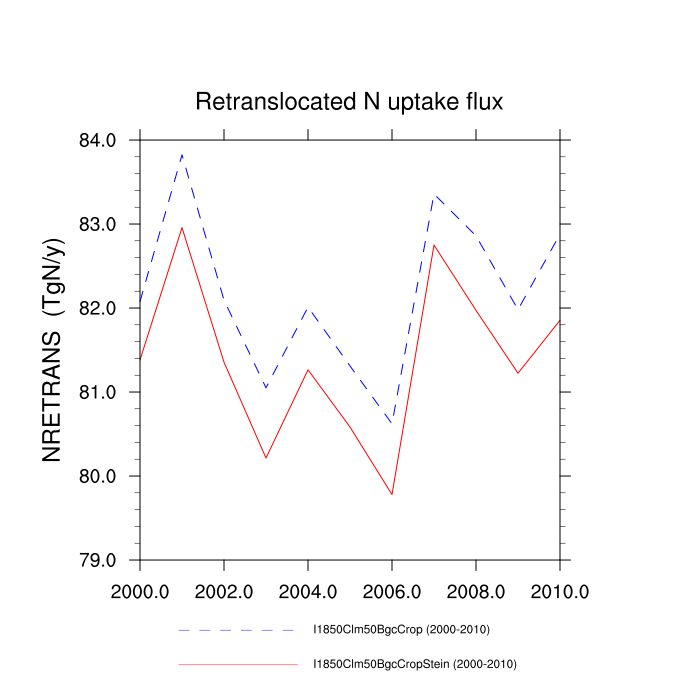 Retranslocated N uptake flux
84.0
83.0
82.0
81.0
80.0
79.0
NRETRANS (TgN/y)
2000.0 2002.0 2004.0 2006.0 2008.0 2010.0
I1850Clm50BgcCrop (2000-2010)
I1850Clm50BgcCropStein (2000-2010)